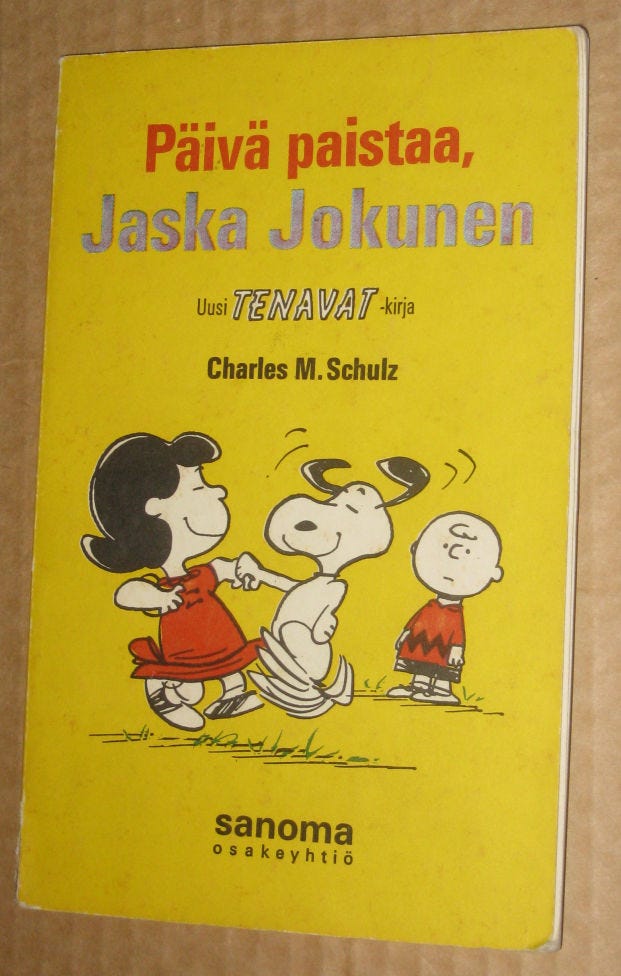 Päivä paistaa,
Jaska Jokunen
Uusi TENAVAT -kirja
Charles M. Schulz
sanoma
osakeyhtiö